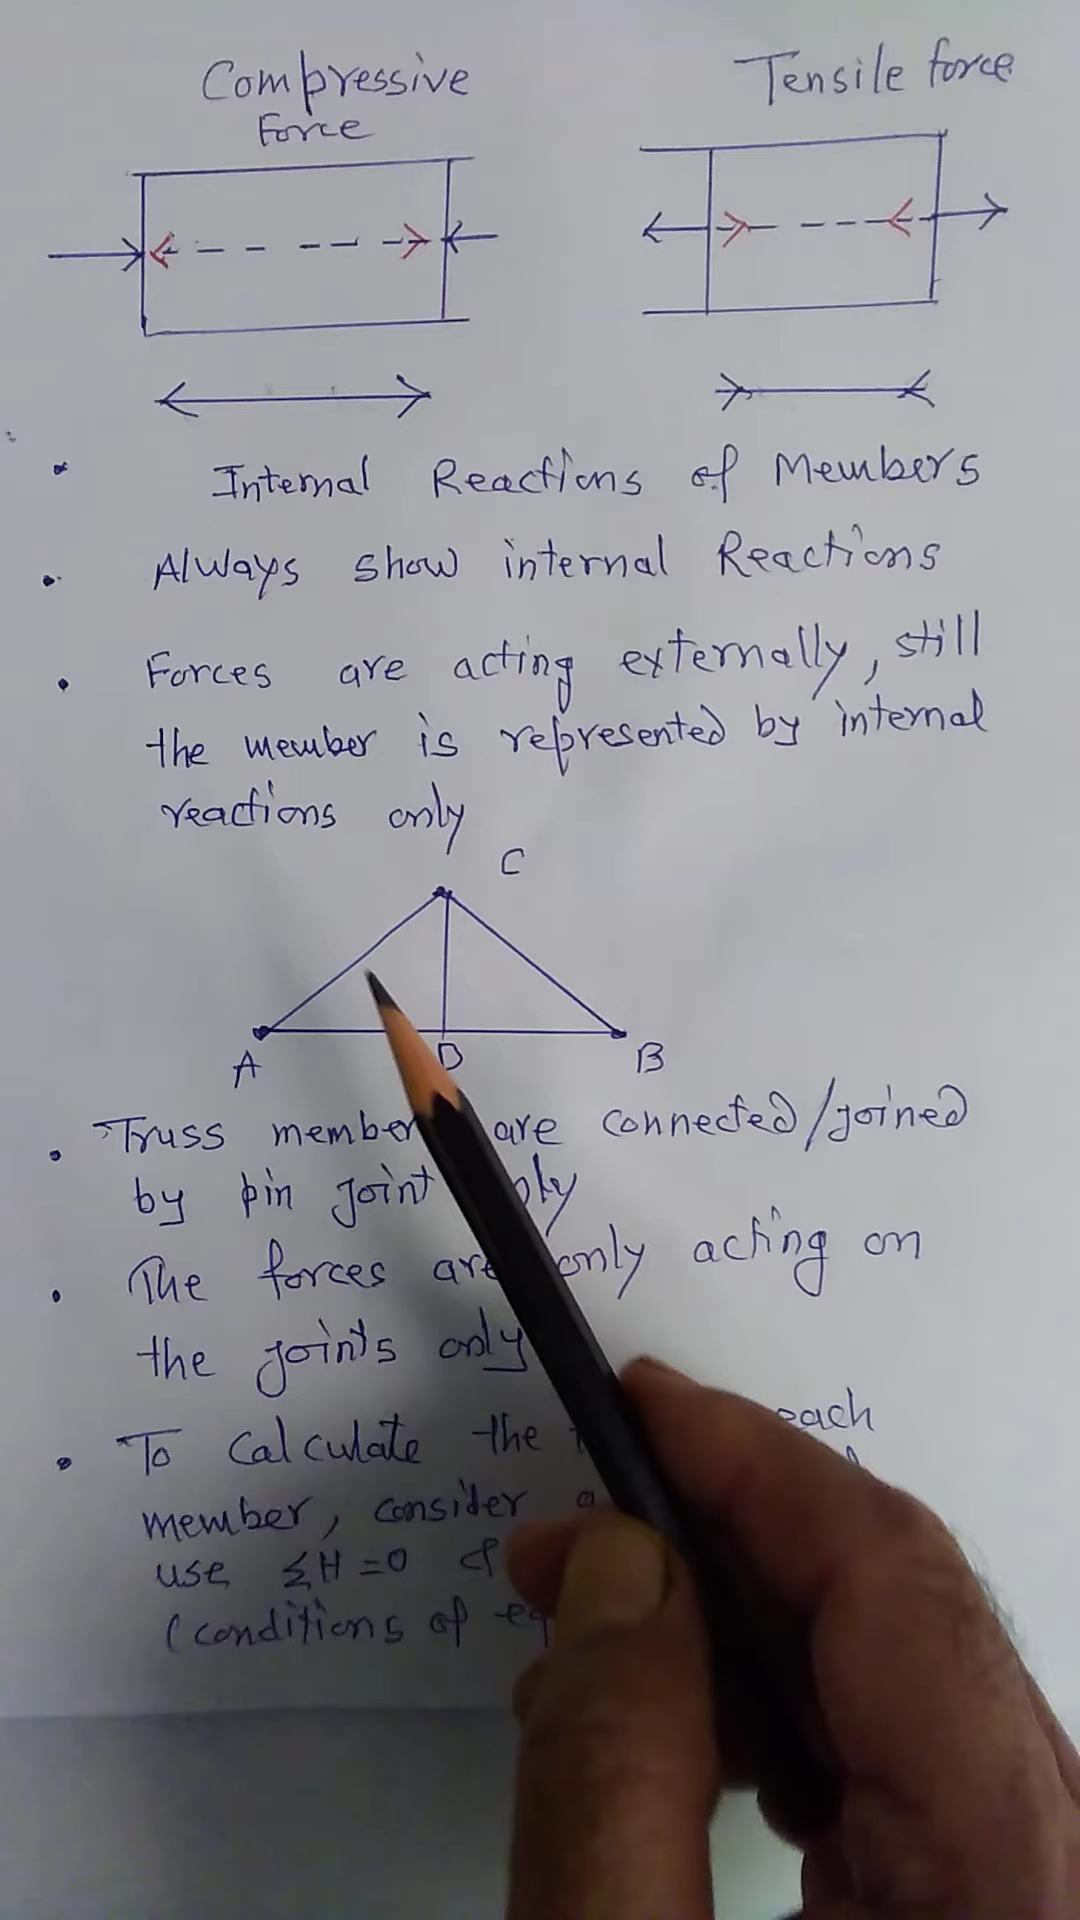 Compressive
Force
Tensile force
Internal Reactions of Members
Always show internal Reactions
Forces are acting externally, still
the member is represented by internal
reactions only
C
A
D
B
Truss member are connected/joined
by pin joint
The forces are only acting on
the joints only
To Calculate the each
member, consider
use ΣH=0 &
(conditions of